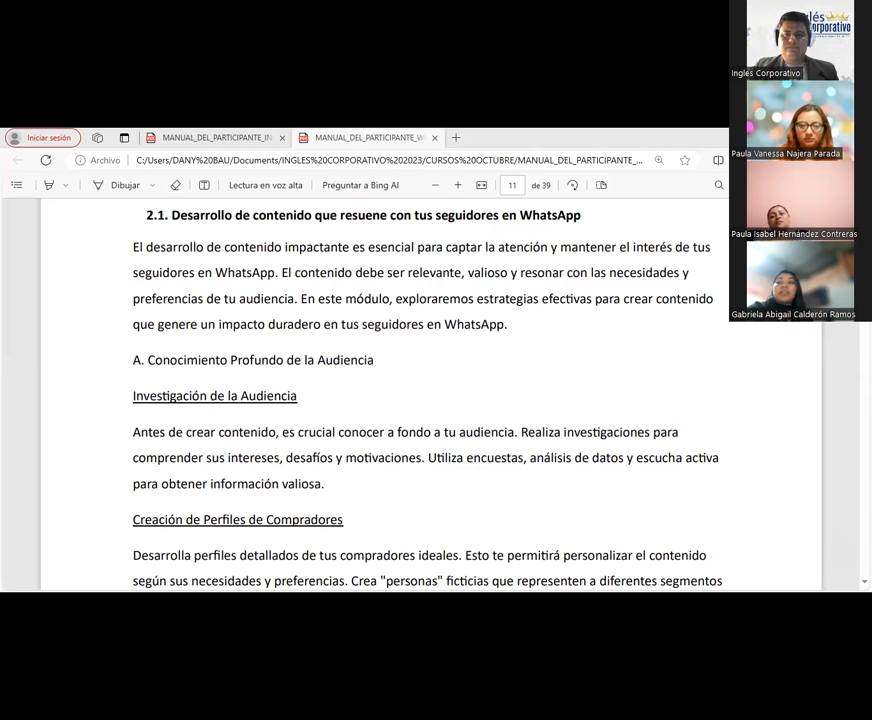 Iniciar sesión
MANUAL_DEL_PARTICIPANTE_IN
MANUAL_DEL_PARTICIPANTE_W
Archivo
C:/Users/DANY%20BAU/Documents/INGLES%20CORPORATIVO%202023/CURSOS%20OCTUBRE/MANUAL_DEL_PARTICIPANTE_...
Dibujar
Lectura en voz alta
Preguntar a Bing AI
11
de 39
2.1. Desarrollo de contenido que resuene con tus seguidores en WhatsApp
El desarrollo de contenido impactante es esencial para captar la atención y mantener el interés de tus
seguidores en WhatsApp. El contenido debe ser relevante, valioso y resonar con las necesidades y
preferencias de tu audiencia. En este módulo, exploraremos estrategias efectivas para crear contenido
que genere un impacto duradero en tus seguidores en WhatsApp.
A. Conocimiento Profundo de la Audiencia
Investigación de la Audiencia
Antes de crear contenido, es crucial conocer a fondo a tu audiencia. Realiza investigaciones para
comprender sus intereses, desafíos y motivaciones. Utiliza encuestas, análisis de datos y escucha activa
para obtener información valiosa.
Creación de Perfiles de Compradores
Desarrolla perfiles detallados de tus compradores ideales. Esto te permitirá personalizar el contenido
según sus necesidades y preferencias. Crea "personas" ficticias que representen a diferentes segmentos
Inglés Corporativo
Paula Vanessa Najera Parada
Paula Isabel Hernández Contreras
Gabriela Abigail Calderón Ramos